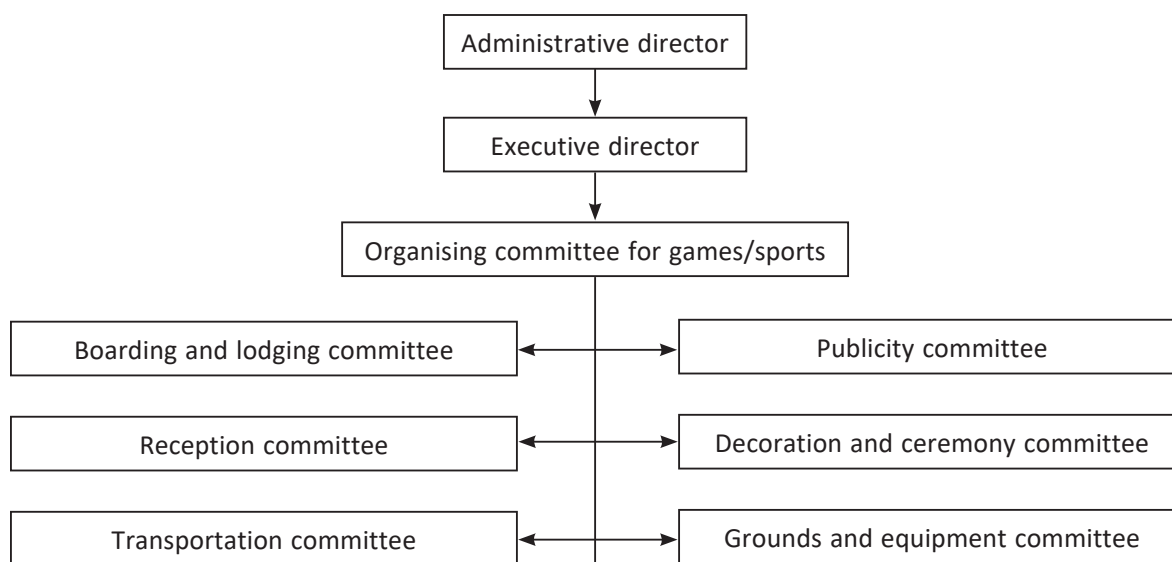 Administrative director
Executive director
Organising committee for games/sports
Boarding and lodging committee
Publicity committee
Reception committee
Decoration and ceremony committee
Transportation committee
Grounds and equipment committee